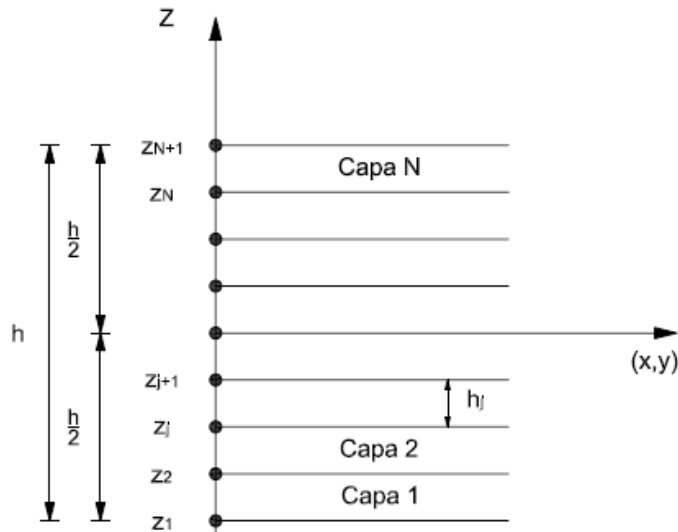 Z
ZN+1
Capa N
ZN
h/2
h
(x,y)
Zj+1
hj
h/2
Zj
Capa 2
Z2
Capa 1
Z1